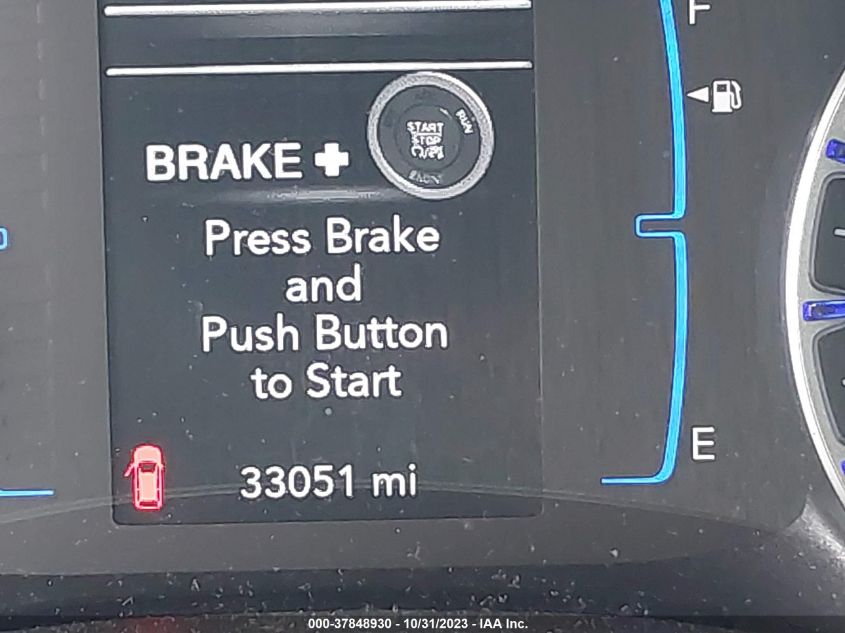 F
START
STOP
RUN
BRAKE +
Press Brake
and
Push Button
to Start
E
33051 mi
000-37848930 - 10/31/2023 - IAA Inc.